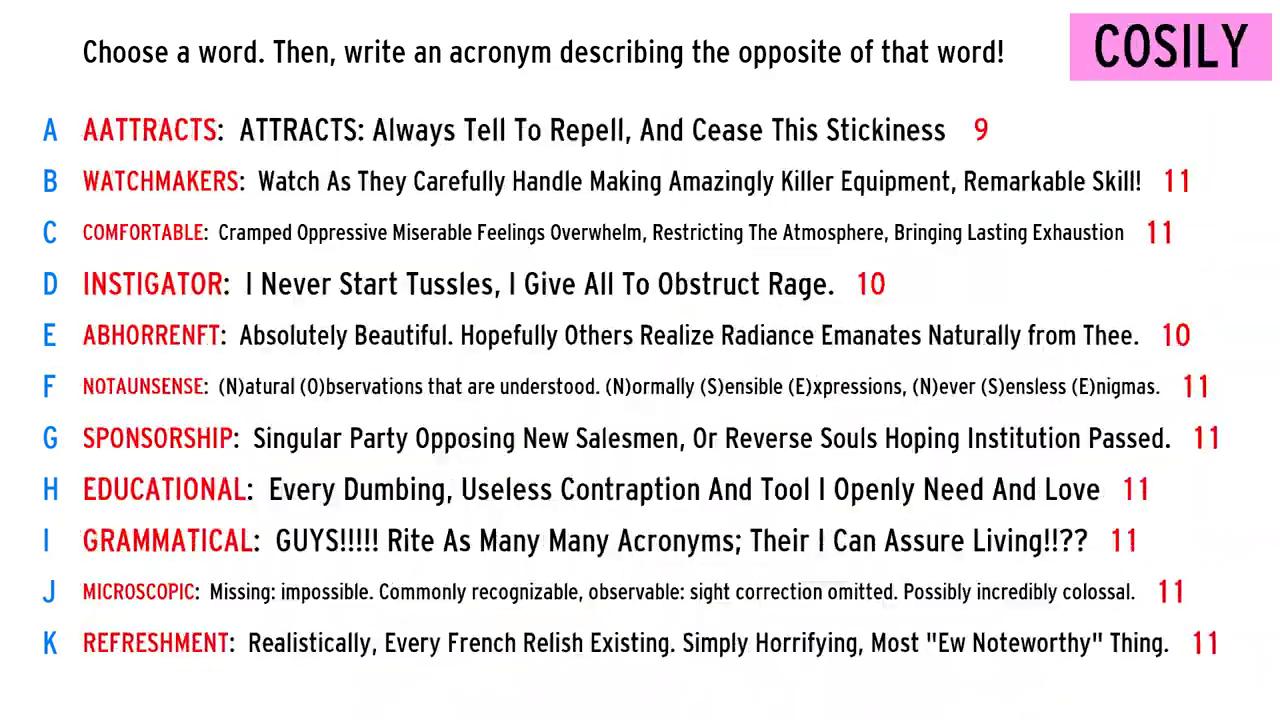 Choose a word. Then, write an acronym describing the opposite of that word!
COSILY
A AATTRACTS: ATTRACTS: Always Tell To Repell, And Cease This Stickiness 9
B WATCHMAKERS: Watch As They Carefully Handle Making Amazingly Killer Equipment, Remarkable Skill! 11
C COMFORTABLE: Cramped Oppressive Miserable Feelings Overwhelm, Restricting The Atmosphere, Bringing Lasting Exhaustion 11
D INSTIGATOR: I Never Start Tussles, I Give All To Obstruct Rage. 10
E ABHORRENFT: Absolutely Beautiful. Hopefully Others Realize Radiance Emanates Naturally from Thee. 10
F NOTAUNSENSE: (N)atural (O)bservations that are understood. (N)ormally (S)ensible (E)xpressions, (N)ever (S)ensless (E)nigmas. 11
G SPONSORSHIP: Singular Party Opposing New Salesmen, Or Reverse Souls Hoping Institution Passed. 11
H EDUCATIONAL: Every Dumbing, Useless Contraption And Tool I Openly Need And Love 11
I GRAMMATICAL: GUYS!!!!! Rite As Many Many Acronyms; Their I Can Assure Living!!?? 11
J MICROSCOPIC: Missing: impossible. Commonly recognizable, observable: sight correction omitted. Possibly incredibly colossal. 11
K REFRESHMENT: Realistically, Every French Relish Existing. Simply Horrifying, Most "Ew Noteworthy" Thing. 11